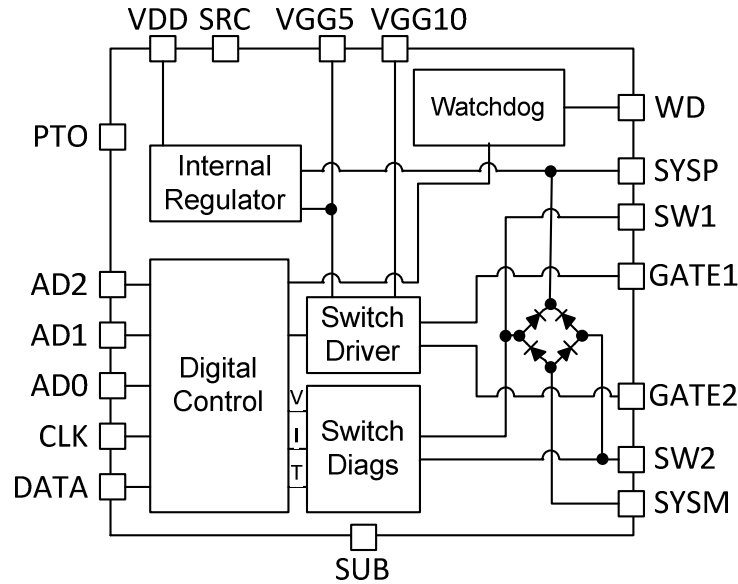 VDD SRC VGG5 VGG10
Watchdog
WD
PTO
Internal
Regulator
SYSP
SW1
AD2
GATE1
AD1
Switch
Driver
AD0
Digital
Control
V
GATE2
CLK
I
Switch
Diags
SW2
T
DATA
SYSM
SUB